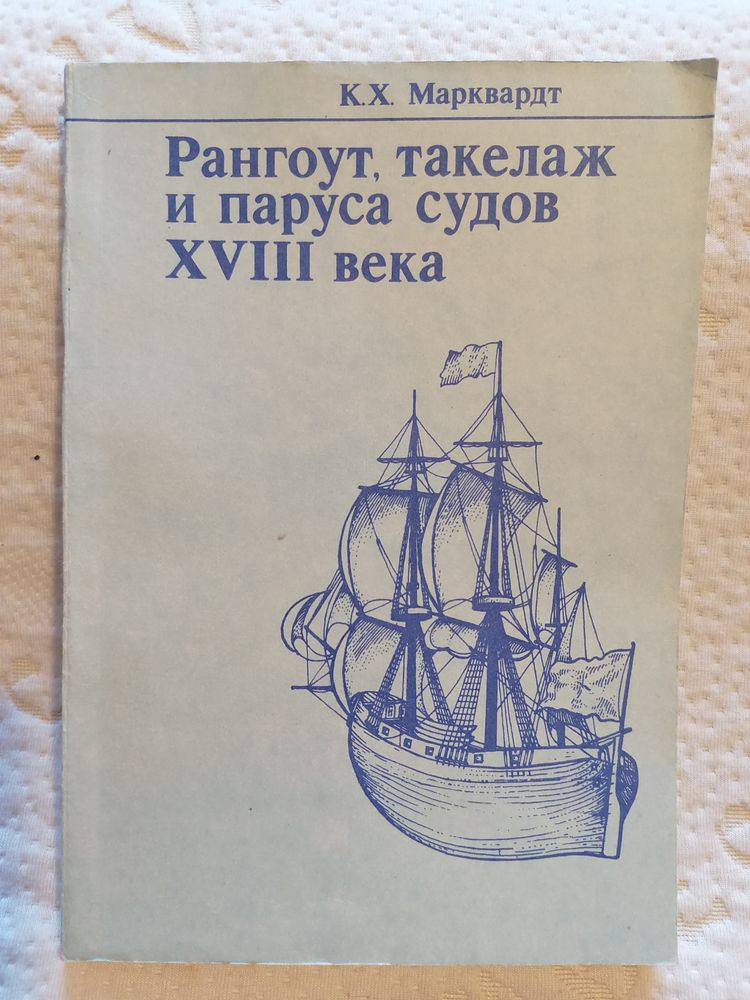 К.Х. Марквардт
Рангоут, такелаж
и паруса судов
XVIII века